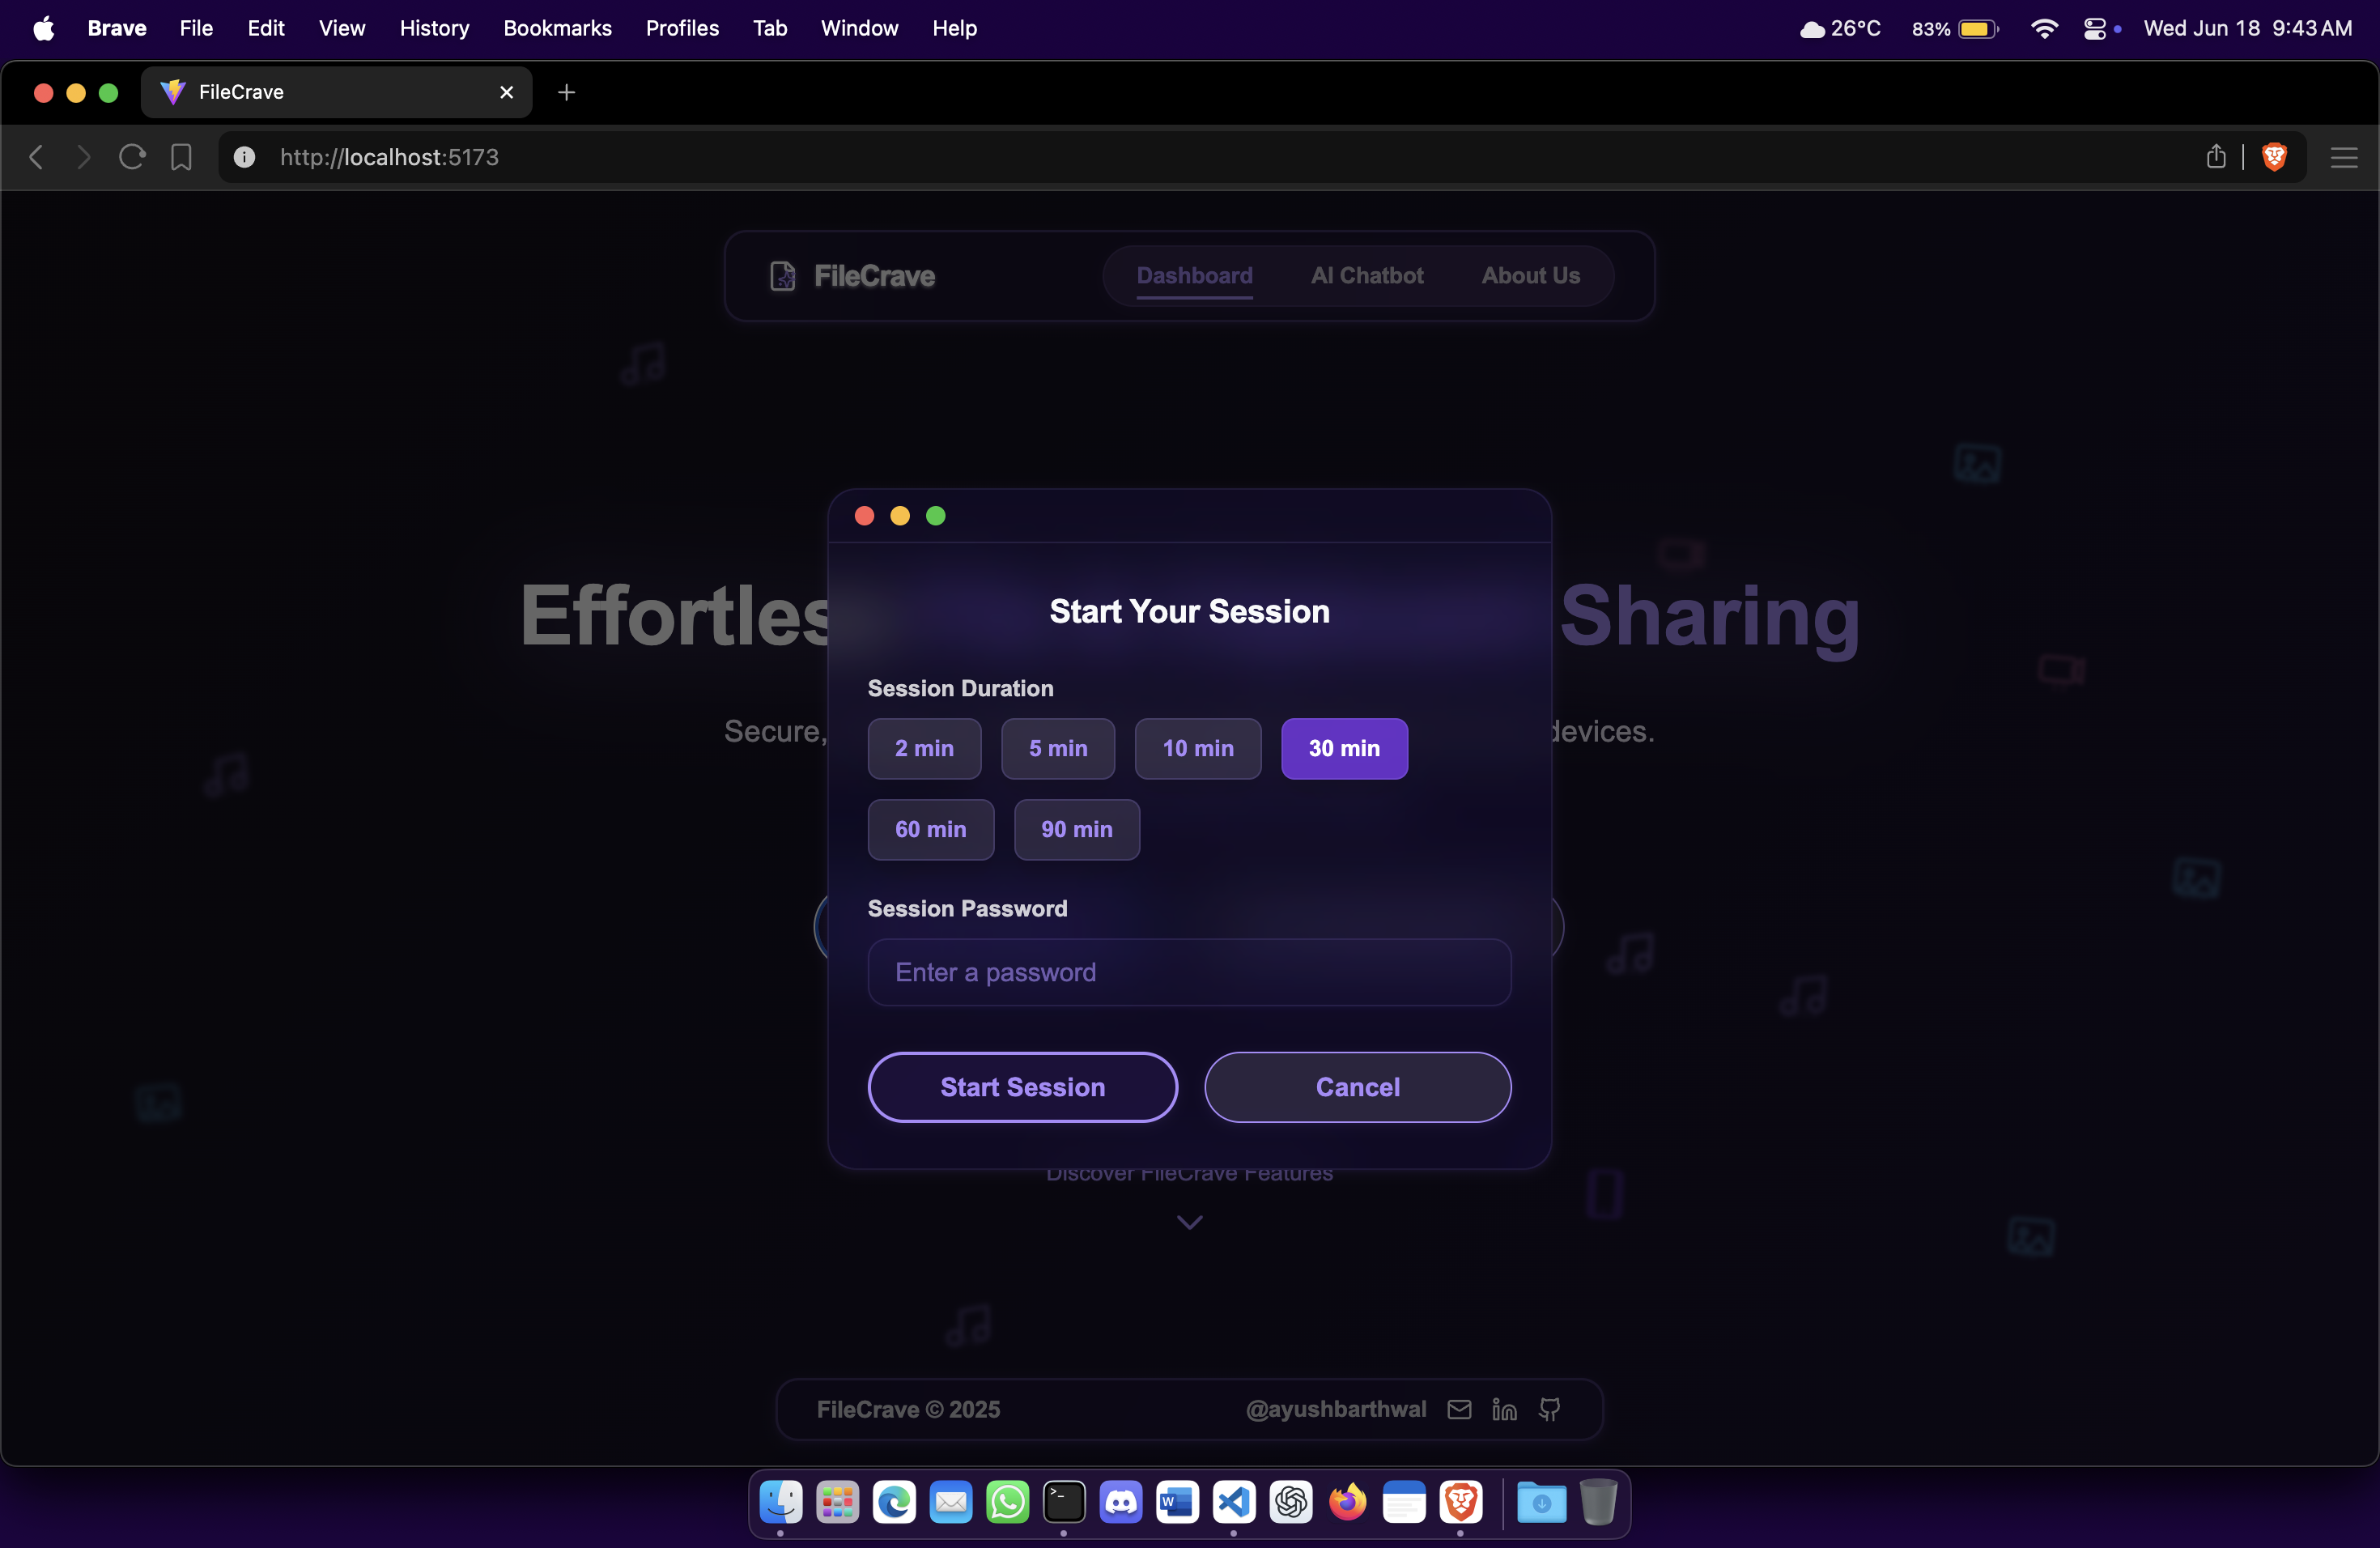 Brave File Edit View History Bookmarks Profiles Tab Window Help 26°C 83% Wed Jun 18 9:43 AM
FileCrave
http://localhost:5173
FileCrave Dashboard AI Chatbot About Us
Sharing
Start Your Session
Session Duration
Secure, devices.
2 min 5 min 10 min 30 min
60 min 90 min
Session Password
Enter a password
Start Session Cancel
Discover FileCrave Features
FileCrave © 2025 @ayushbarthwal